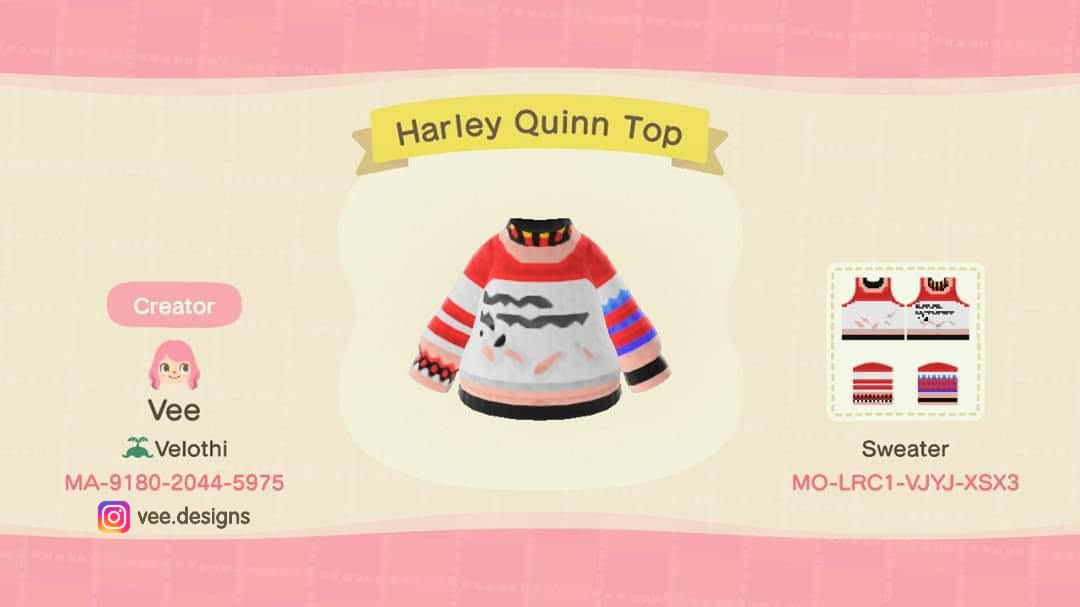 Harley Quinn Top
Creator
Vee
Velothi
MA-9180-2044-5975
vee.designs
Sweater
MO-LRC1-VJYJ-XSX3